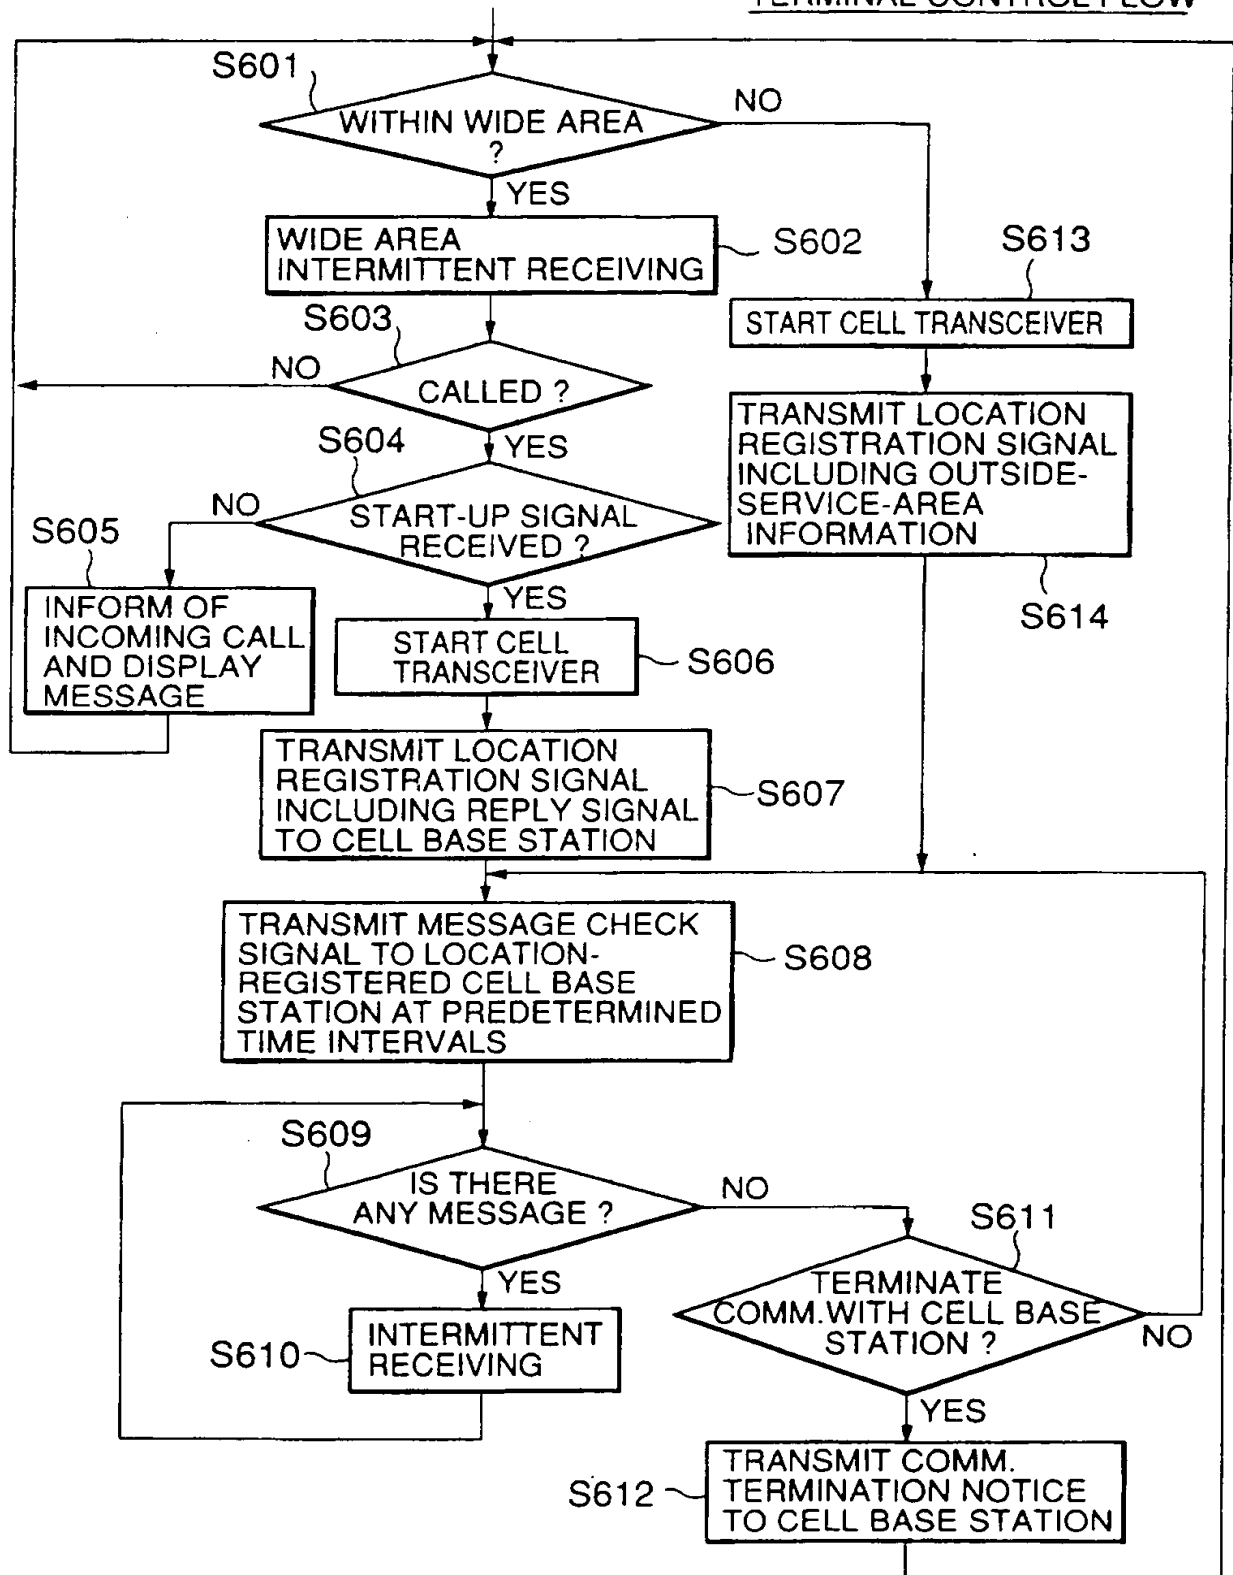 TERMINAL CONTROL FLOW
S601
WITHIN WIDE AREA
?
NO
YES
WIDE AREA
INTERMITTENT RECEIVING
S602
S613
START CELL TRANSCEIVER
S603
NO
CALLED ?
YES
TRANSMIT LOCATION
REGISTRATION SIGNAL
INCLUDING OUTSIDE-
SERVICE-AREA
INFORMATION
S614
S604
NO
START-UP SIGNAL
RECEIVED ?
YES
S605
INFORM OF
INCOMING CALL
AND DISPLAY
MESSAGE
START CELL
TRANSCEIVER
S606
TRANSMIT LOCATION
REGISTRATION SIGNAL
INCLUDING REPLY SIGNAL
TO CELL BASE STATION
S607
TRANSMIT MESSAGE CHECK
SIGNAL TO LOCATION-
REGISTERED CELL BASE
STATION AT PREDETERMINED
TIME INTERVALS
S608
S609
IS THERE
ANY MESSAGE ?
NO
YES
S610
INTERMITTENT
RECEIVING
S611
TERMINATE
COMM.WITH CELL BASE
STATION ?
NO
YES
S612
TRANSMIT COMM.
TERMINATION NOTICE
TO CELL BASE STATION